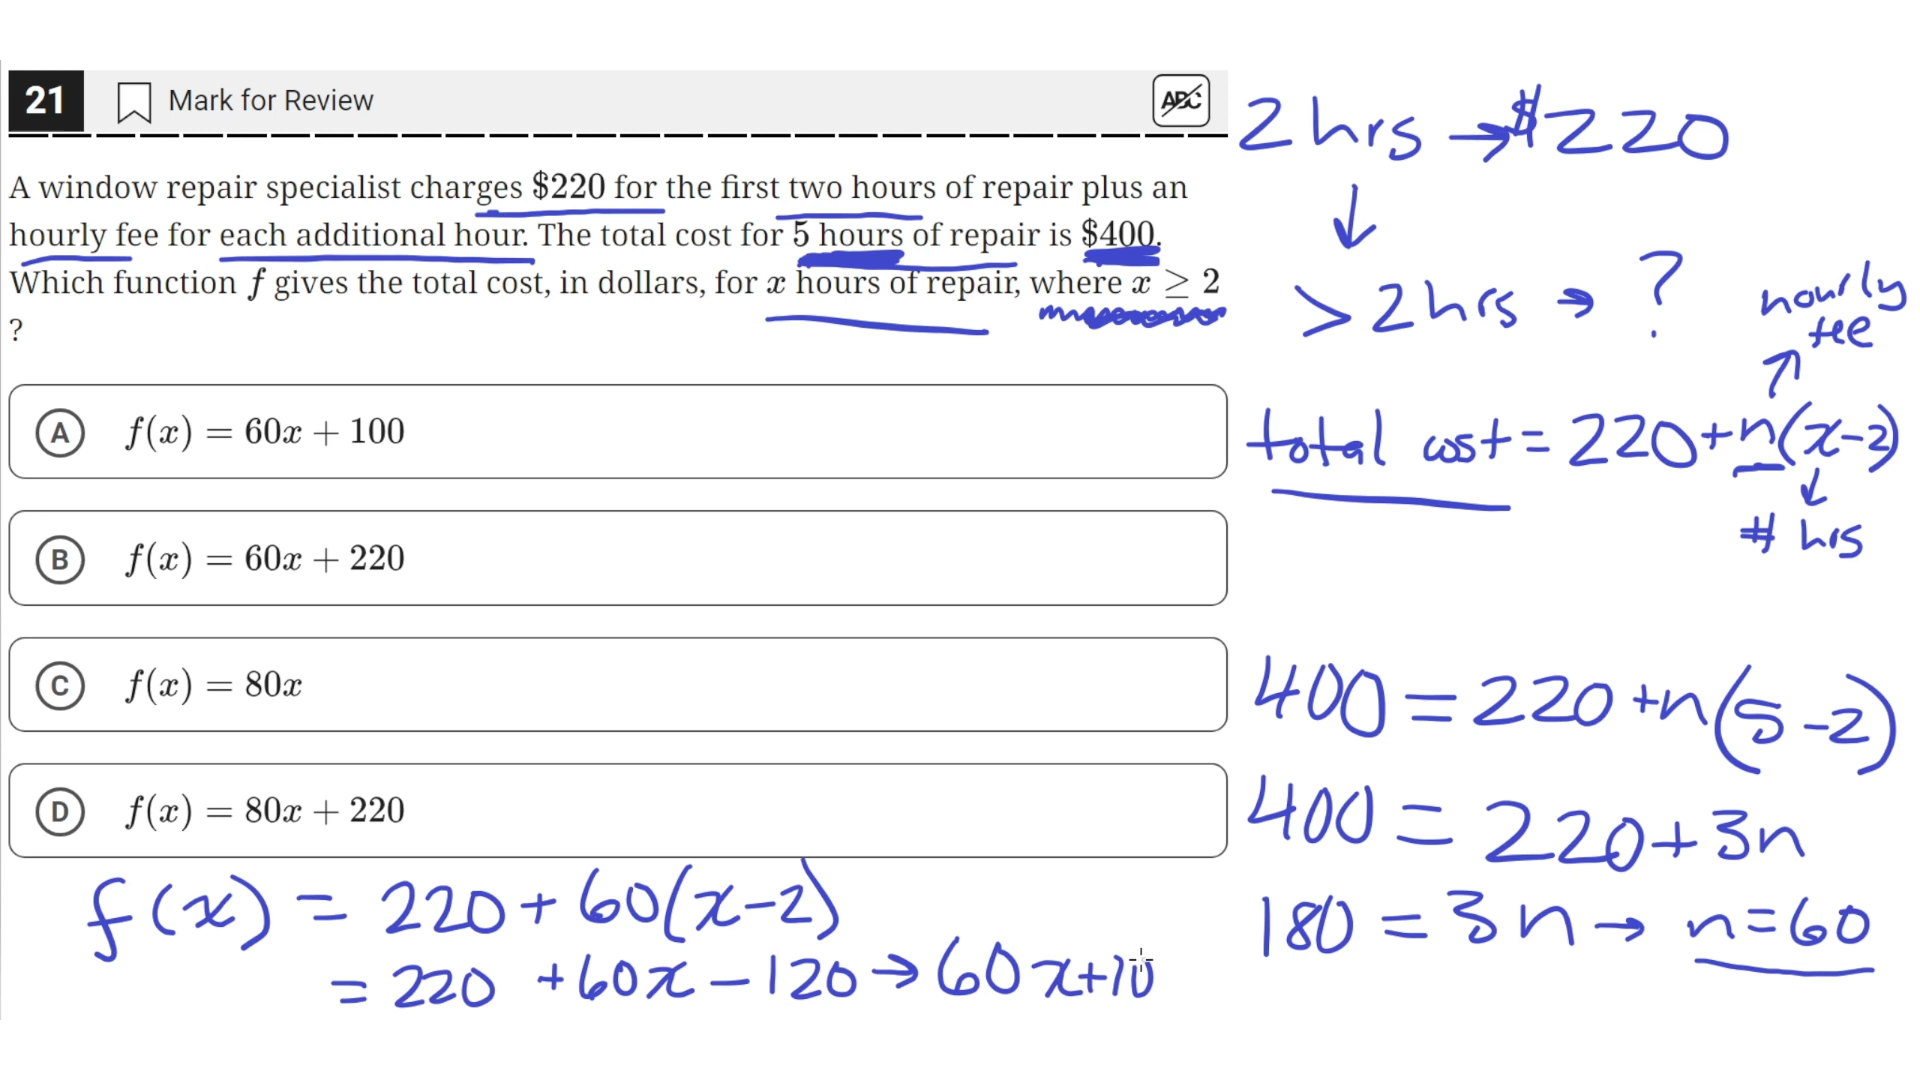 21 Mark for Review ABC
A window repair specialist charges $220 for the first two hours of repair plus an
hourly fee for each additional hour. The total cost for 5 hours of repair is $400.
Which function f gives the total cost, in dollars, for x hours of repair, where x ≥ 2
?
A f(x) = 60x + 100
B f(x) = 60x + 220
C f(x) = 80x
D f(x) = 80x + 220
f(x) = 220 + 60(x-2)
= 220 + 60x - 120 → 60x+10
2 hrs → $220
↓
> 2 hrs → ?
hourly
fee
↗
total cost = 220 + n(x-2)
↓
# hrs
400 = 220 + n(5-2)
400 = 220 + 3n
180 = 3n → n = 60